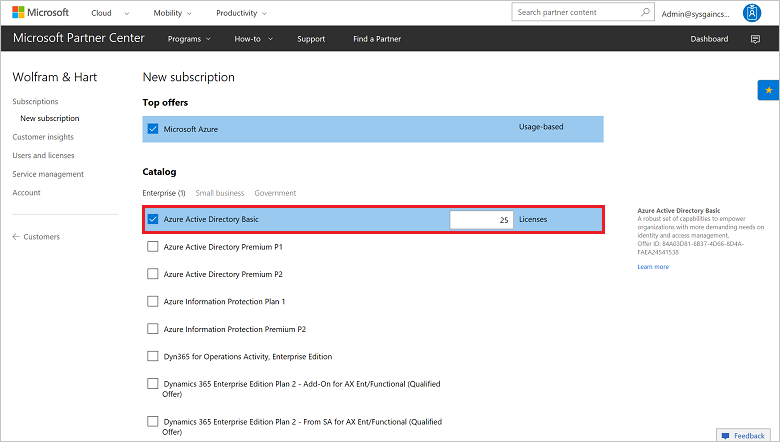 Microsoft Cloud Mobility Productivity Search partner content Admin@sysgaincs...
Microsoft Partner Center Programs How-to Support Find a Partner Dashboard
Wolfram & Hart
Subscriptions
New subscription
Customer insights
Users and licenses
Service management
Account
Customers
New subscription
Top offers
Microsoft Azure Usage-based
Catalog
Enterprise (1) Small business Government
Azure Active Directory Basic 25 Licenses
Azure Active Directory Premium P1
Azure Active Directory Premium P2
Azure Information Protection Plan 1
Azure Information Protection Premium P2
Dyn365 for Operations Activity, Enterprise Edition
Dynamics 365 Enterprise Edition Plan 2 - Add-On for AX Ent/Functional (Qualified
Offer)
Dynamics 365 Enterprise Edition Plan 2 - From SA for AX Ent/Functional (Qualified
Offer)
Azure Active Directory Basic
A robust set of capabilities to empower
organizations with more demanding needs on
identity and access management.
Offer ID: 84A03D81-6B37-4D66-8D4A-
FAEA24541538
Learn more
Feedback